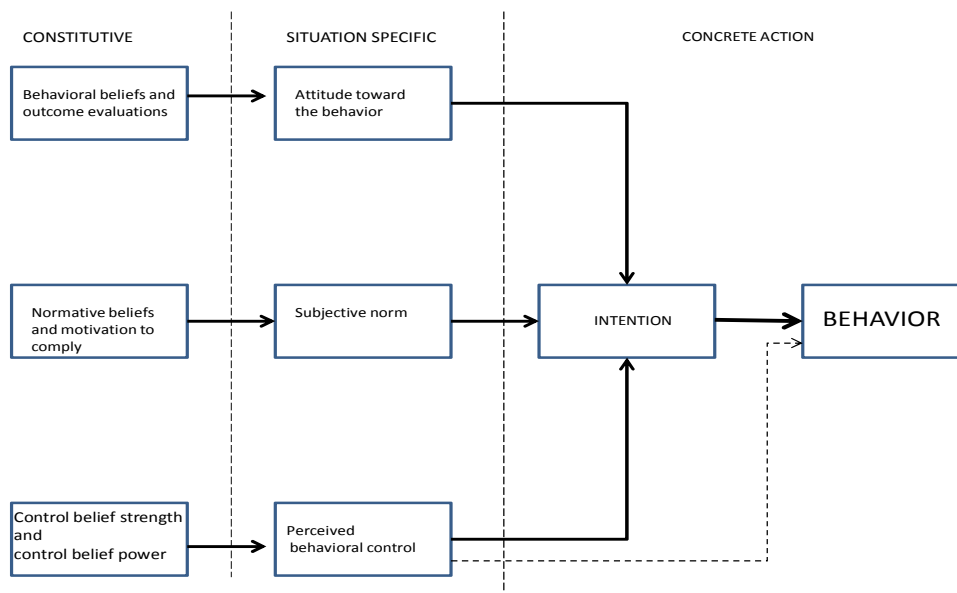 CONSTITUTIVE
SITUATION SPECIFIC
CONCRETE ACTION
Behavioral beliefs and
outcome evaluations
Attitude toward
the behavior
Normative beliefs
and motivation to
comply
Subjective norm
INTENTION
BEHAVIOR
Control belief strength
and
control belief power
Perceived
behavioral control